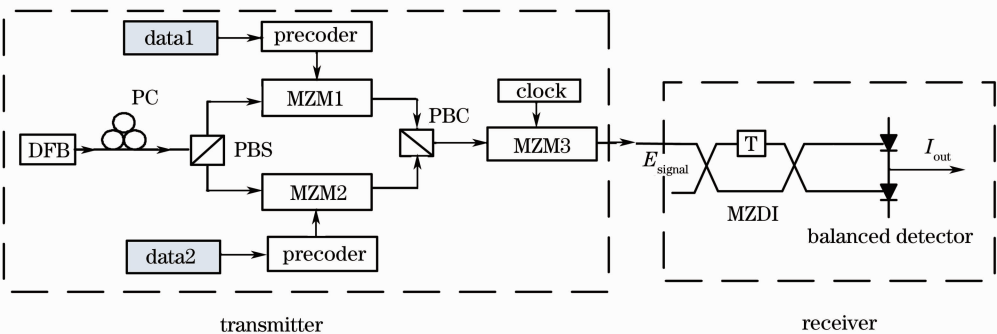 data1
precoder
PC
MZM1
clock
PBC
DFB
PBS
MZM3
T
E_signal
I_out
MZM2
MZDI
balanced detector
data2
precoder
transmitter
receiver